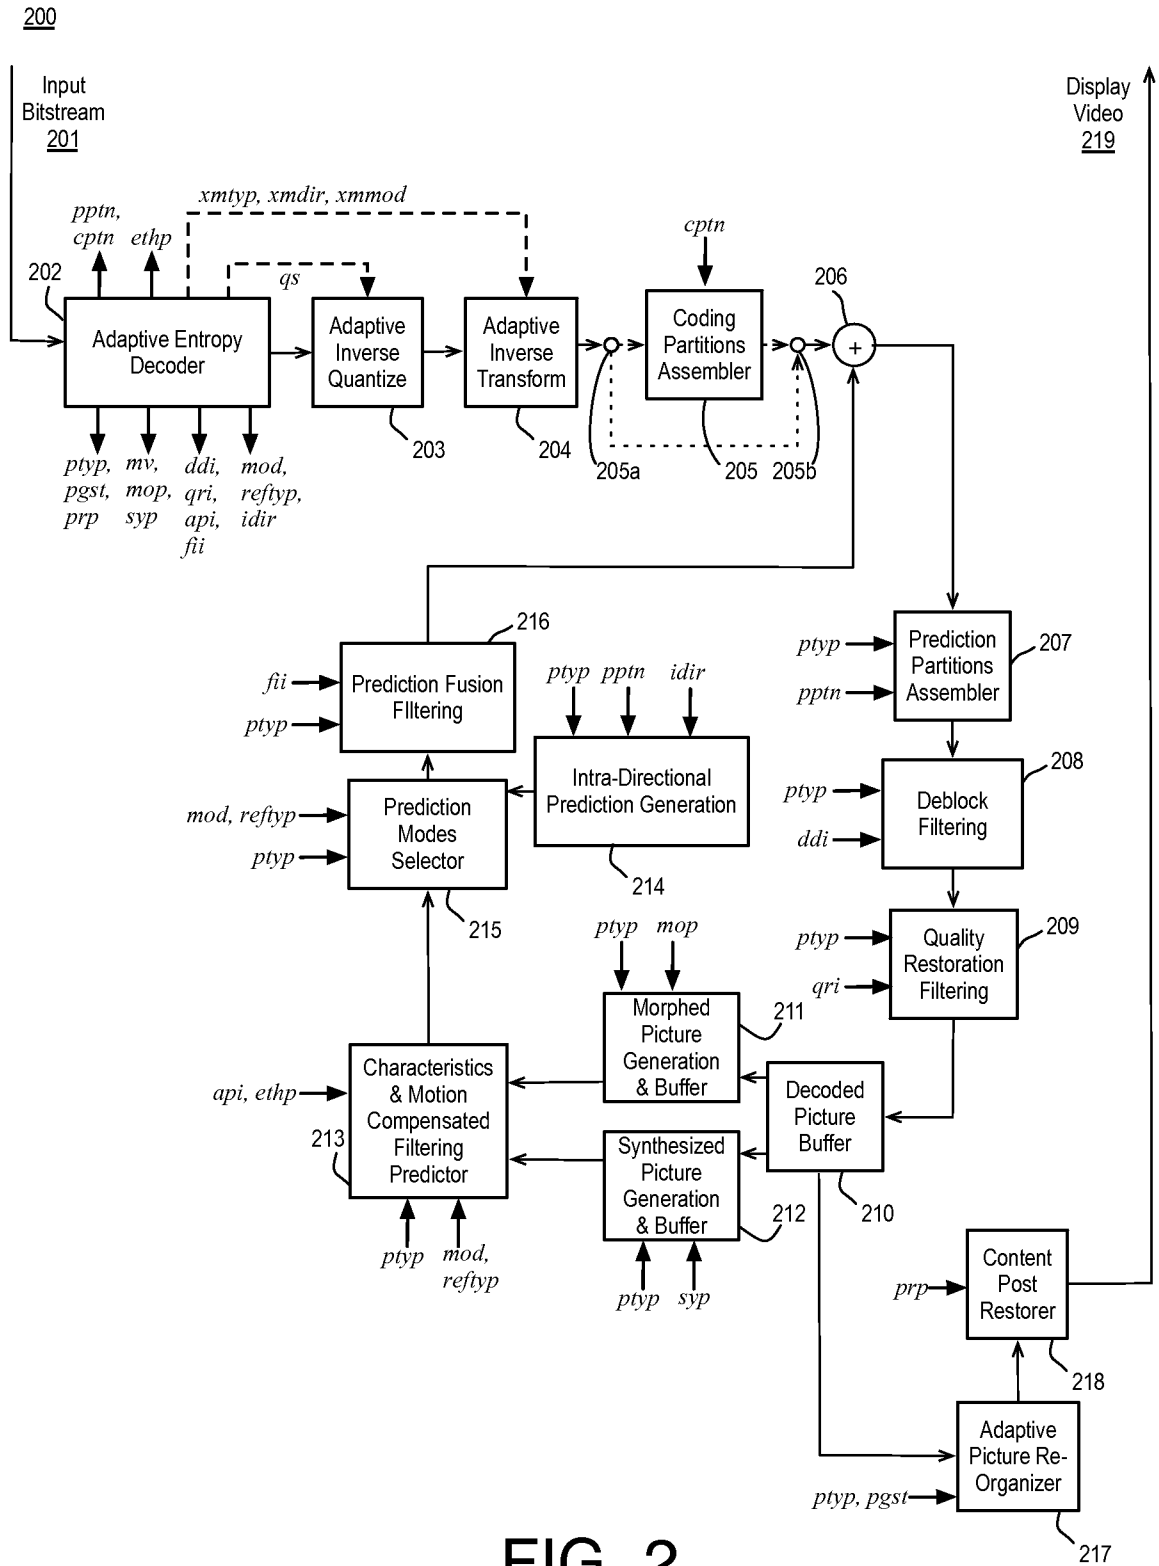 200
Input
Bitstream
201
Display
Video
219
xmtyp, xmdir, xmmod
pptn,
cptn
ethp
qs
cptn
202
206
Adaptive Entropy
Decoder
Adaptive
Inverse
Quantize
Adaptive
Inverse
Transform
Coding
Partitions
Assembler
+
203
204
205a
205
205b
ptyp,
pgst,
prp
mv,
mop,
syp
ddi,
qri,
api,
fii
mod,
reftyp,
idir
216
fii
ptyp
Prediction Fusion
FIltering
ptyp
pptn
idir
ptyp
pptn
Prediction
Partitions
Assembler
207
mod, reftyp
ptyp
Prediction
Modes
Selector
215
Intra-Directional
Prediction Generation
214
ptyp
ddi
Deblock
Filtering
208
ptyp
qri
Quality
Restoration
Filtering
209
ptyp
mop
Morphed
Picture
Generation
& Buffer
211
api, ethp
213
Characteristics
& Motion
Compensated
Filtering
Predictor
ptyp
mod,
reftyp
Synthesized
Picture
Generation
& Buffer
212
ptyp
syp
Decoded
Picture
Buffer
210
prp
Content
Post
Restorer
218
ptyp, pgst
Adaptive
Picture Re-
Organizer
217
FIG. 2